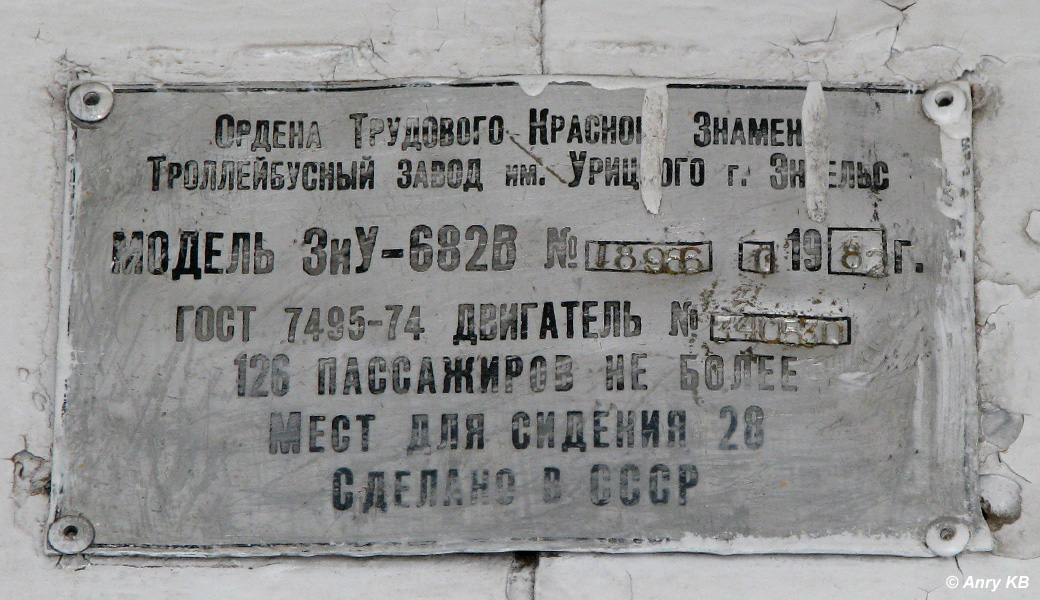 Ордена Трудового Красного Знамени
Троллейбусный завод им. Урицкого г. Энгельс
модель ЗиУ-682В № 19 г.
ГОСТ 7495-74 двигатель №
126 пассажиров не более
Мест для сидения 28
Сделано в СССР
© Anry KB